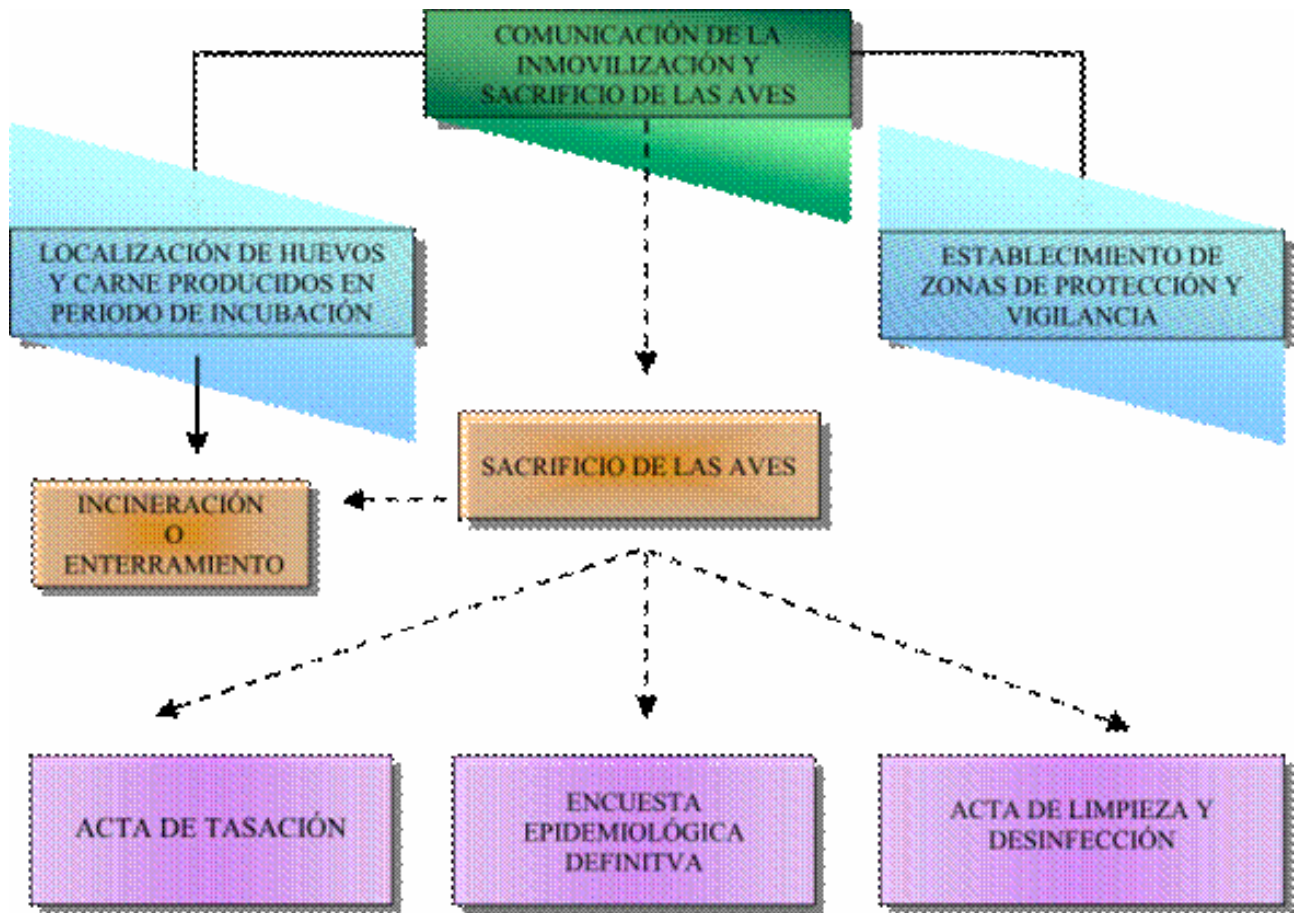 COMUNICACIÓN DE LA
INMOVILIZACIÓN Y
SACRIFICIO DE LAS AVES
LOCALIZACIÓN DE HUEVOS
Y CARNE PRODUCIDOS EN
PERIODO DE INCUBACIÓN
ESTABLECIMIENTO DE
ZONAS DE PROTECCIÓN Y
VIGILANCIA
SACRIFICIO DE LAS AVES
INCINERACIÓN
O
ENTERRAMIENTO
ACTA DE TASACIÓN
ENCUESTA
EPIDEMIOLÓGICA
DEFINITVA
ACTA DE LIMPIEZA Y
DESINFECCIÓN